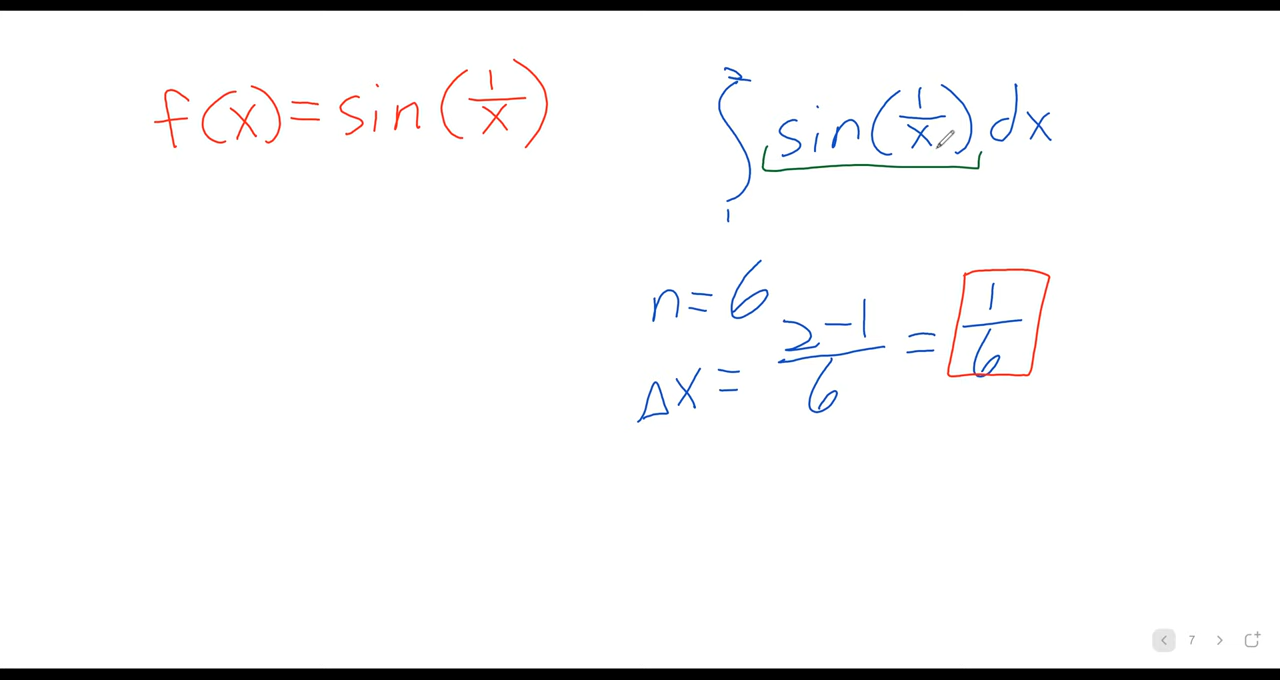 f(x) = sin(1/x)
∫₁² sin(1/x) dx
n = 6
Δx = (2-1)/6 = 1/6
7